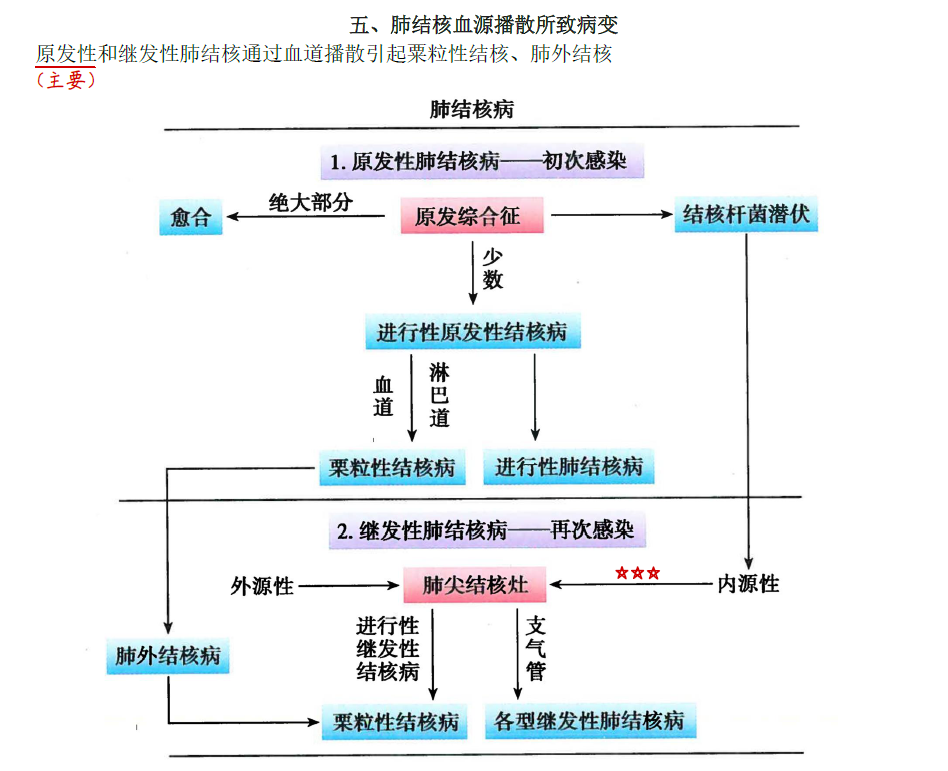 五、肺结核血源播散所致病变
原发性和继发性肺结核通过血道播散引起粟粒性结核、肺外结核
(主要)
肺结核病
1. 原发性肺结核病——初次感染
愈合
绝大部分
原发综合征
结核杆菌潜伏
少数
进行性原发性结核病
血道
淋巴道
粟粒性结核病
进行性肺结核病
2. 继发性肺结核病——再次感染
外源性
肺尖结核灶
☆☆☆
内源性
进行性
继发性
结核病
支气管
肺外结核病
粟粒性结核病
各型继发性肺结核病